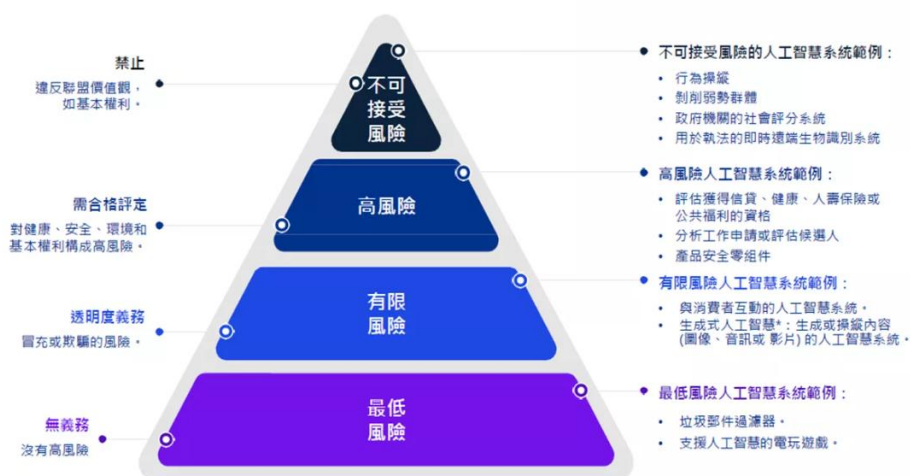 禁止
違反聯盟價值觀，
如基本權利。
不可
接受
風險
不可接受風險的人工智慧系統範例：
• 行為操縱
• 剝削弱勢群體
• 政府機關的社會評分系統
• 用於執法的即時遠端生物識別系統
需合格評定
對健康、安全、環境和
基本權利構成高風險。
高風險
高風險人工智慧系統範例：
• 評估獲得信貸、健康、人壽保險或
公共福利的資格
• 分析工作申請或評估候選人
• 產品安全零組件
透明度義務
冒充或欺騙的風險。
有限
風險
有限風險人工智慧系統範例：
• 與消費者互動的人工智慧系統。
• 生成式人工智慧*：生成或操縱內容
(圖像、音訊或 影片) 的人工智慧系統。
無義務
沒有高風險
最低
風險
最低風險人工智慧系統範例：
• 垃圾郵件過濾器。
• 支援人工智慧的電玩遊戲。